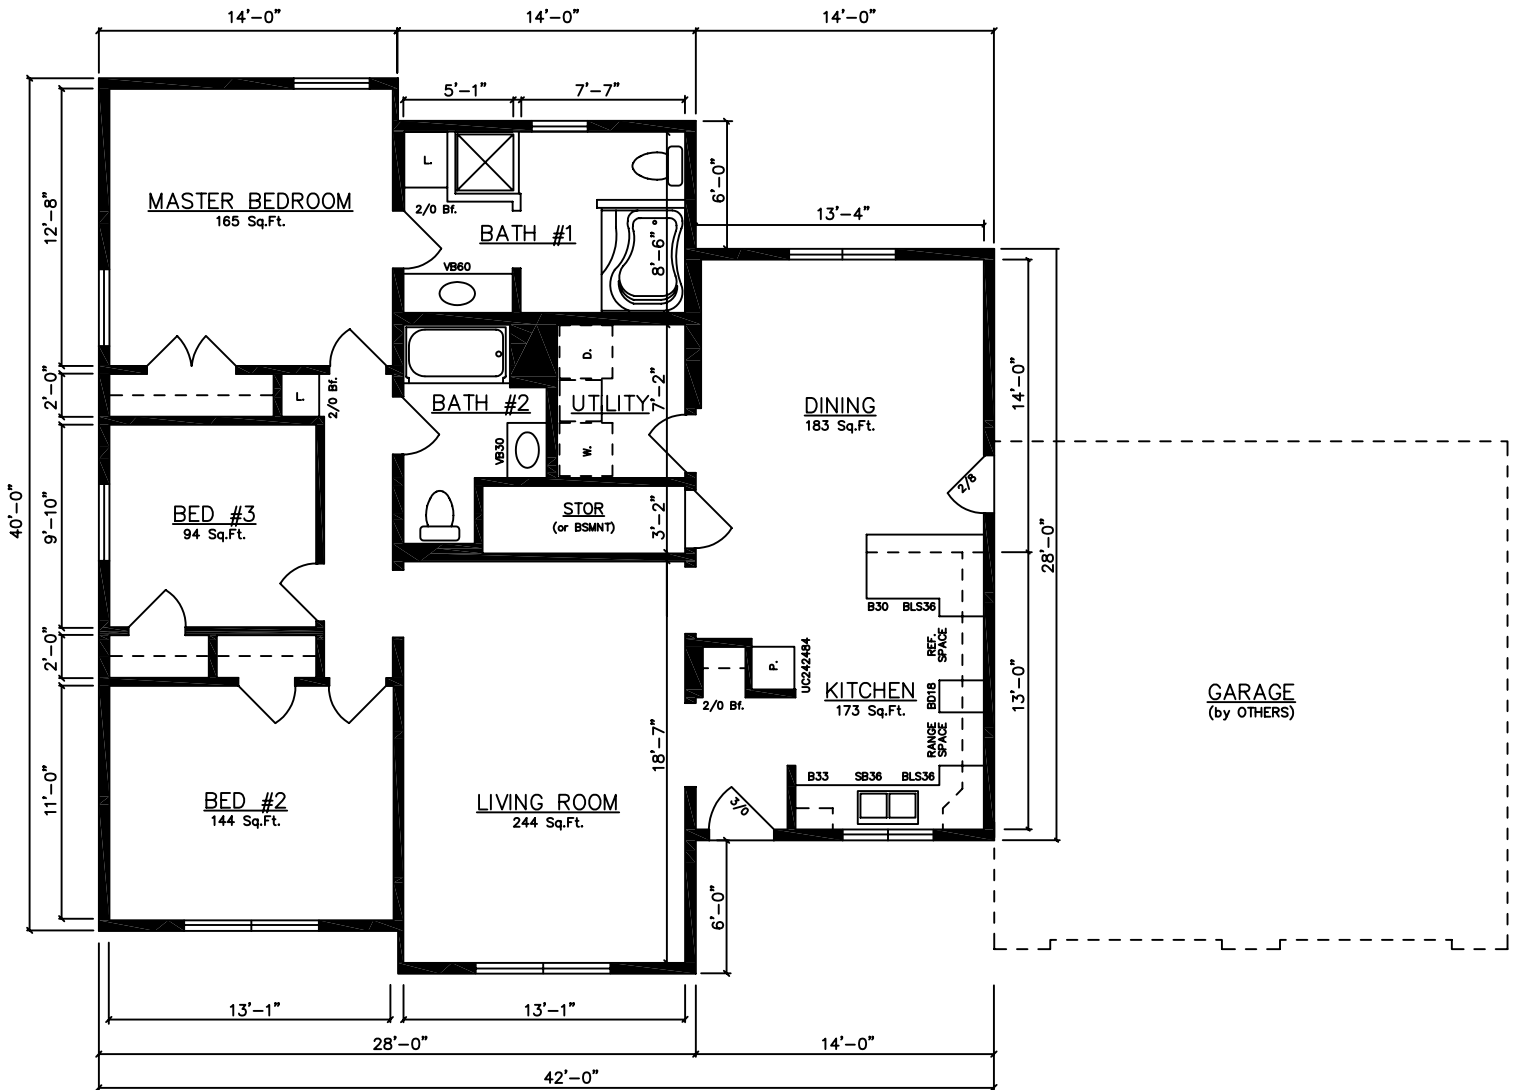 14'-0" 14'-0" 14'-0"
5'-1" 7'-7"
6'-0"
13'-4"
12'-8"
MASTER BEDROOM
165 Sq.Ft.
L.
2/0 Bf.
BATH #1
8'-6"
VB60
2'-0"
L.
2/0 Bf.
BATH #2
VB30
D.
UTILITY
7'-2"
W.
DINING
183 Sq.Ft.
14'-0"
2/8
40'-0"
9'-10"
BED #3
94 Sq.Ft.
STOR
(or BSMNT)
3'-2"
28'-0"
B30 BLS36
REF.
SPACE
2'-0"
P.
UC242484
2/0 Bf.
KITCHEN
173 Sq.Ft.
BD18
RANGE
SPACE
13'-0"
GARAGE
(by OTHERS)
18'-7"
B33 SB36 BLS36
3/0
11'-0"
BED #2
144 Sq.Ft.
LIVING ROOM
244 Sq.Ft.
6'-0"
13'-1" 13'-1"
28'-0" 14'-0"
42'-0"